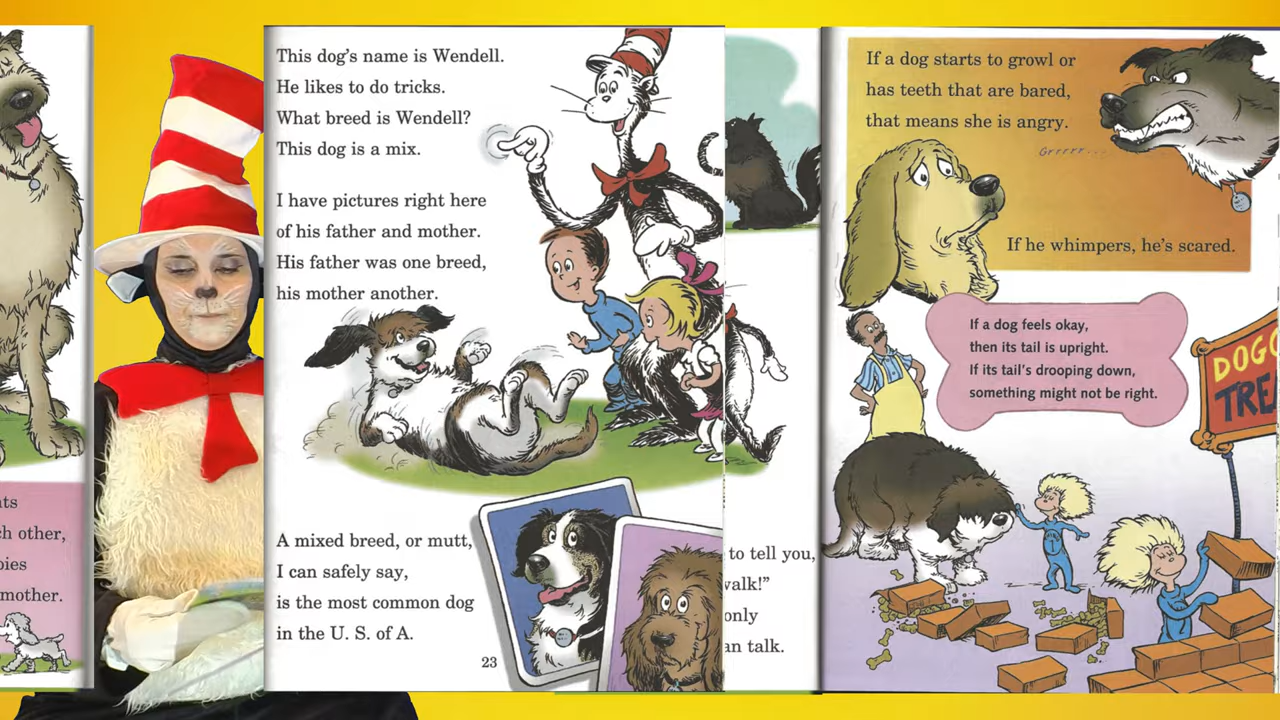 This dog's name is Wendell.
He likes to do tricks.
What breed is Wendell?
This dog is a mix.
I have pictures right here
of his father and mother.
His father was one breed,
his mother another.
A mixed breed, or mutt,
I can safely say,
is the most common dog
in the U. S. of A.
23
ch other,
mother.
to tell you,
walk!"
only
an talk.
If a dog starts to growl or
has teeth that are bared,
that means she is angry.
Grrrrr...
If he whimpers, he's scared.
If a dog feels okay,
then its tail is upright.
If its tail's drooping down,
something might not be right.
DOGG
TREA